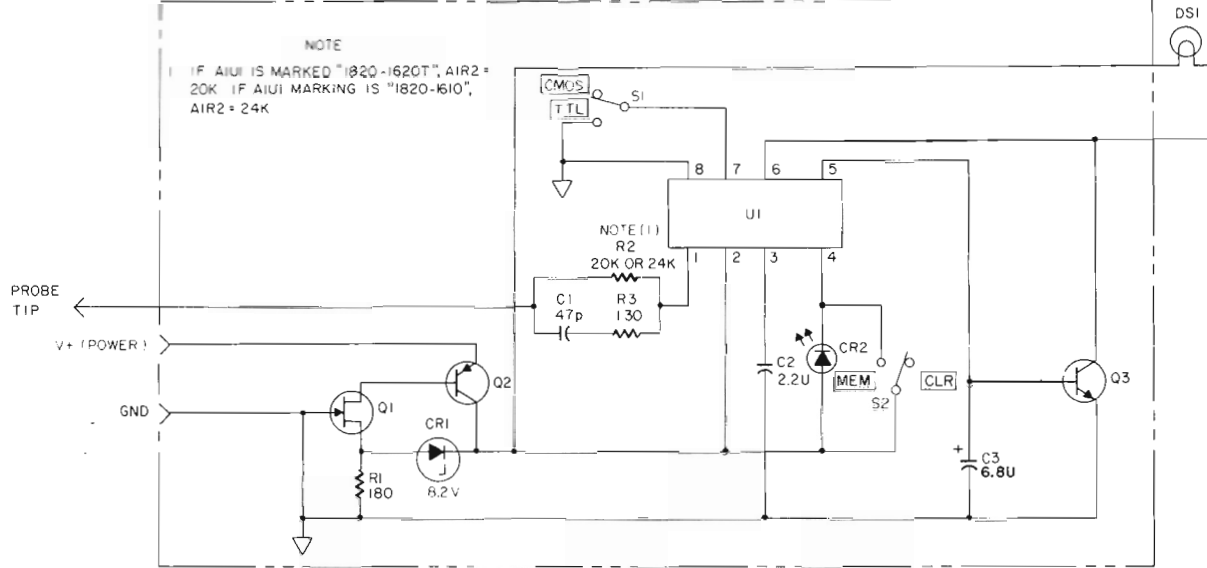 DS1
NOTE
1 IF A1U1 IS MARKED "1820-1620T", A1R2 =
20K IF A1U1 MARKING IS "1820-1610",
A1R2 = 24K
CMOS
TTL
S1
8 7 6 5
U1
NOTE(1)
R2
20K OR 24K
1 2 3 4
PROBE
TIP
C1
47p
R3
130
V+ (POWER)
Q2
C2
2.2U
CR2
MEM
CLR
S2
Q3
GND
Q1
CR1
8.2V
R1
180
+
C3
6.8U